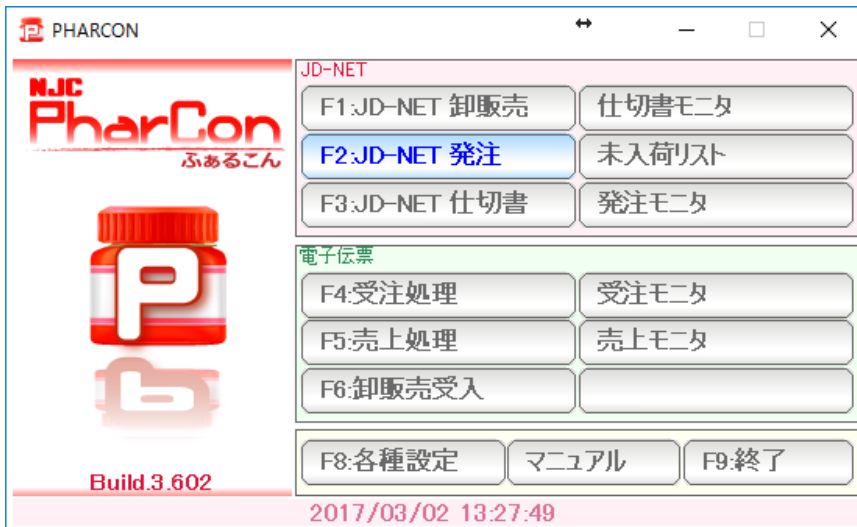 PHARCON
NJC
PharCon
ふぁるこん
P
Build.3.602
JD-NET
F1:JD-NET 卸販売
仕切書モニタ
F2:JD-NET 発注
未入荷リスト
F3:JD-NET 仕切書
発注モニタ
電子伝票
F4:受注処理
受注モニタ
F5:売上処理
売上モニタ
F6:卸販売受入
F8:各種設定
マニュアル
F9:終了
2017/03/02 13:27:49